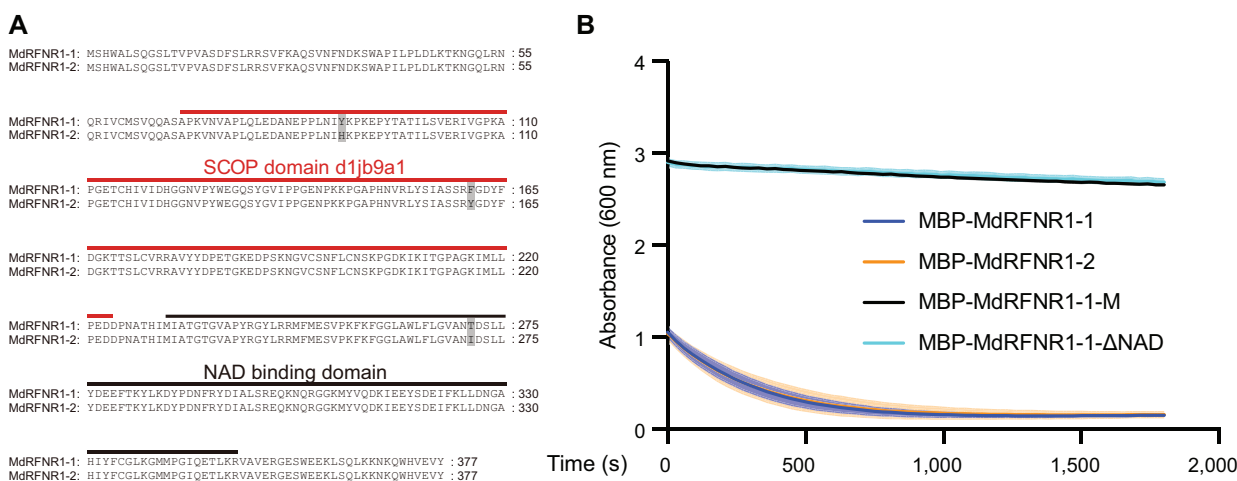 A
MdRFNR1-1: MSHWALSQGSLTVPVASDFSLRRSVFKAQSVNFNDKSWAPILPLDLKTKNGQLRN : 55
MdRFNR1-2: MSHWALSQGSLTVPVASDFSLRRSVFKAQSVNFNDKSWAPILPLDLKTKNGQLRN : 55
MdRFNR1-1: QRIVCMSVQQASAPKVNVAPLQLEDANEPPLNIYKPKEPYTATILSVERIVGPKA : 110
MdRFNR1-2: QRIVCMSVQQASAPKVNVAPLQLEDANEPPLNIHKPKEPYTATILSVERIVGPKA : 110
SCOP domain d1jb9a1
MdRFNR1-1: PGETCHIVIDHGGNVPYWEGQSYGVIPPGENPKKPGAPHNVRLYSIASSRFGDYF : 165
MdRFNR1-2: PGETCHIVIDHGGNVPYWEGQSYGVIPPGENPKKPGAPHNVRLYSIASSRYGDYF : 165
MdRFNR1-1: DGKTTSLCVRRAVYYDPETGKEDPSKNGVCSNFLCNSKPGDKIKITGPAGKIMLL : 220
MdRFNR1-2: DGKTTSLCVRRAVYYDPETGKEDPSKNGVCSNFLCNSKPGDKIKITGPAGKIMLL : 220
MdRFNR1-1: PEDDPNATHIMIATGTGVAPYRGYLRRMFMESVPKFKFGGLAWLFLGVANTDSLL : 275
MdRFNR1-2: PEDDPNATHIMIATGTGVAPYRGYLRRMFMESVPKFKFGGLAWLFLGVANIDSLL : 275
NAD binding domain
MdRFNR1-1: YDEEFTKYLKDYPDNFRYDIALSREQKNQRGGKMYVQDKIEEYSDEIFKLLDNGA : 330
MdRFNR1-2: YDEEFTKYLKDYPDNFRYDIALSREQKNQRGGKMYVQDKIEEYSDEIFKLLDNGA : 330
MdRFNR1-1: HIYFCGLKGMMPGIQETLKRVAVERGESWEEKLSQLKKNKQWHVEVY : 377
MdRFNR1-2: HIYFCGLKGMMPGIQETLKRVAVERGESWEEKLSQLKKNKQWHVEVY : 377
B
Absorbance (600 nm)
4
3
2
1
0
MBP-MdRFNR1-1
MBP-MdRFNR1-2
MBP-MdRFNR1-1-M
MBP-MdRFNR1-1-ΔNAD
Time (s) 0 500 1,000 1,500 2,000